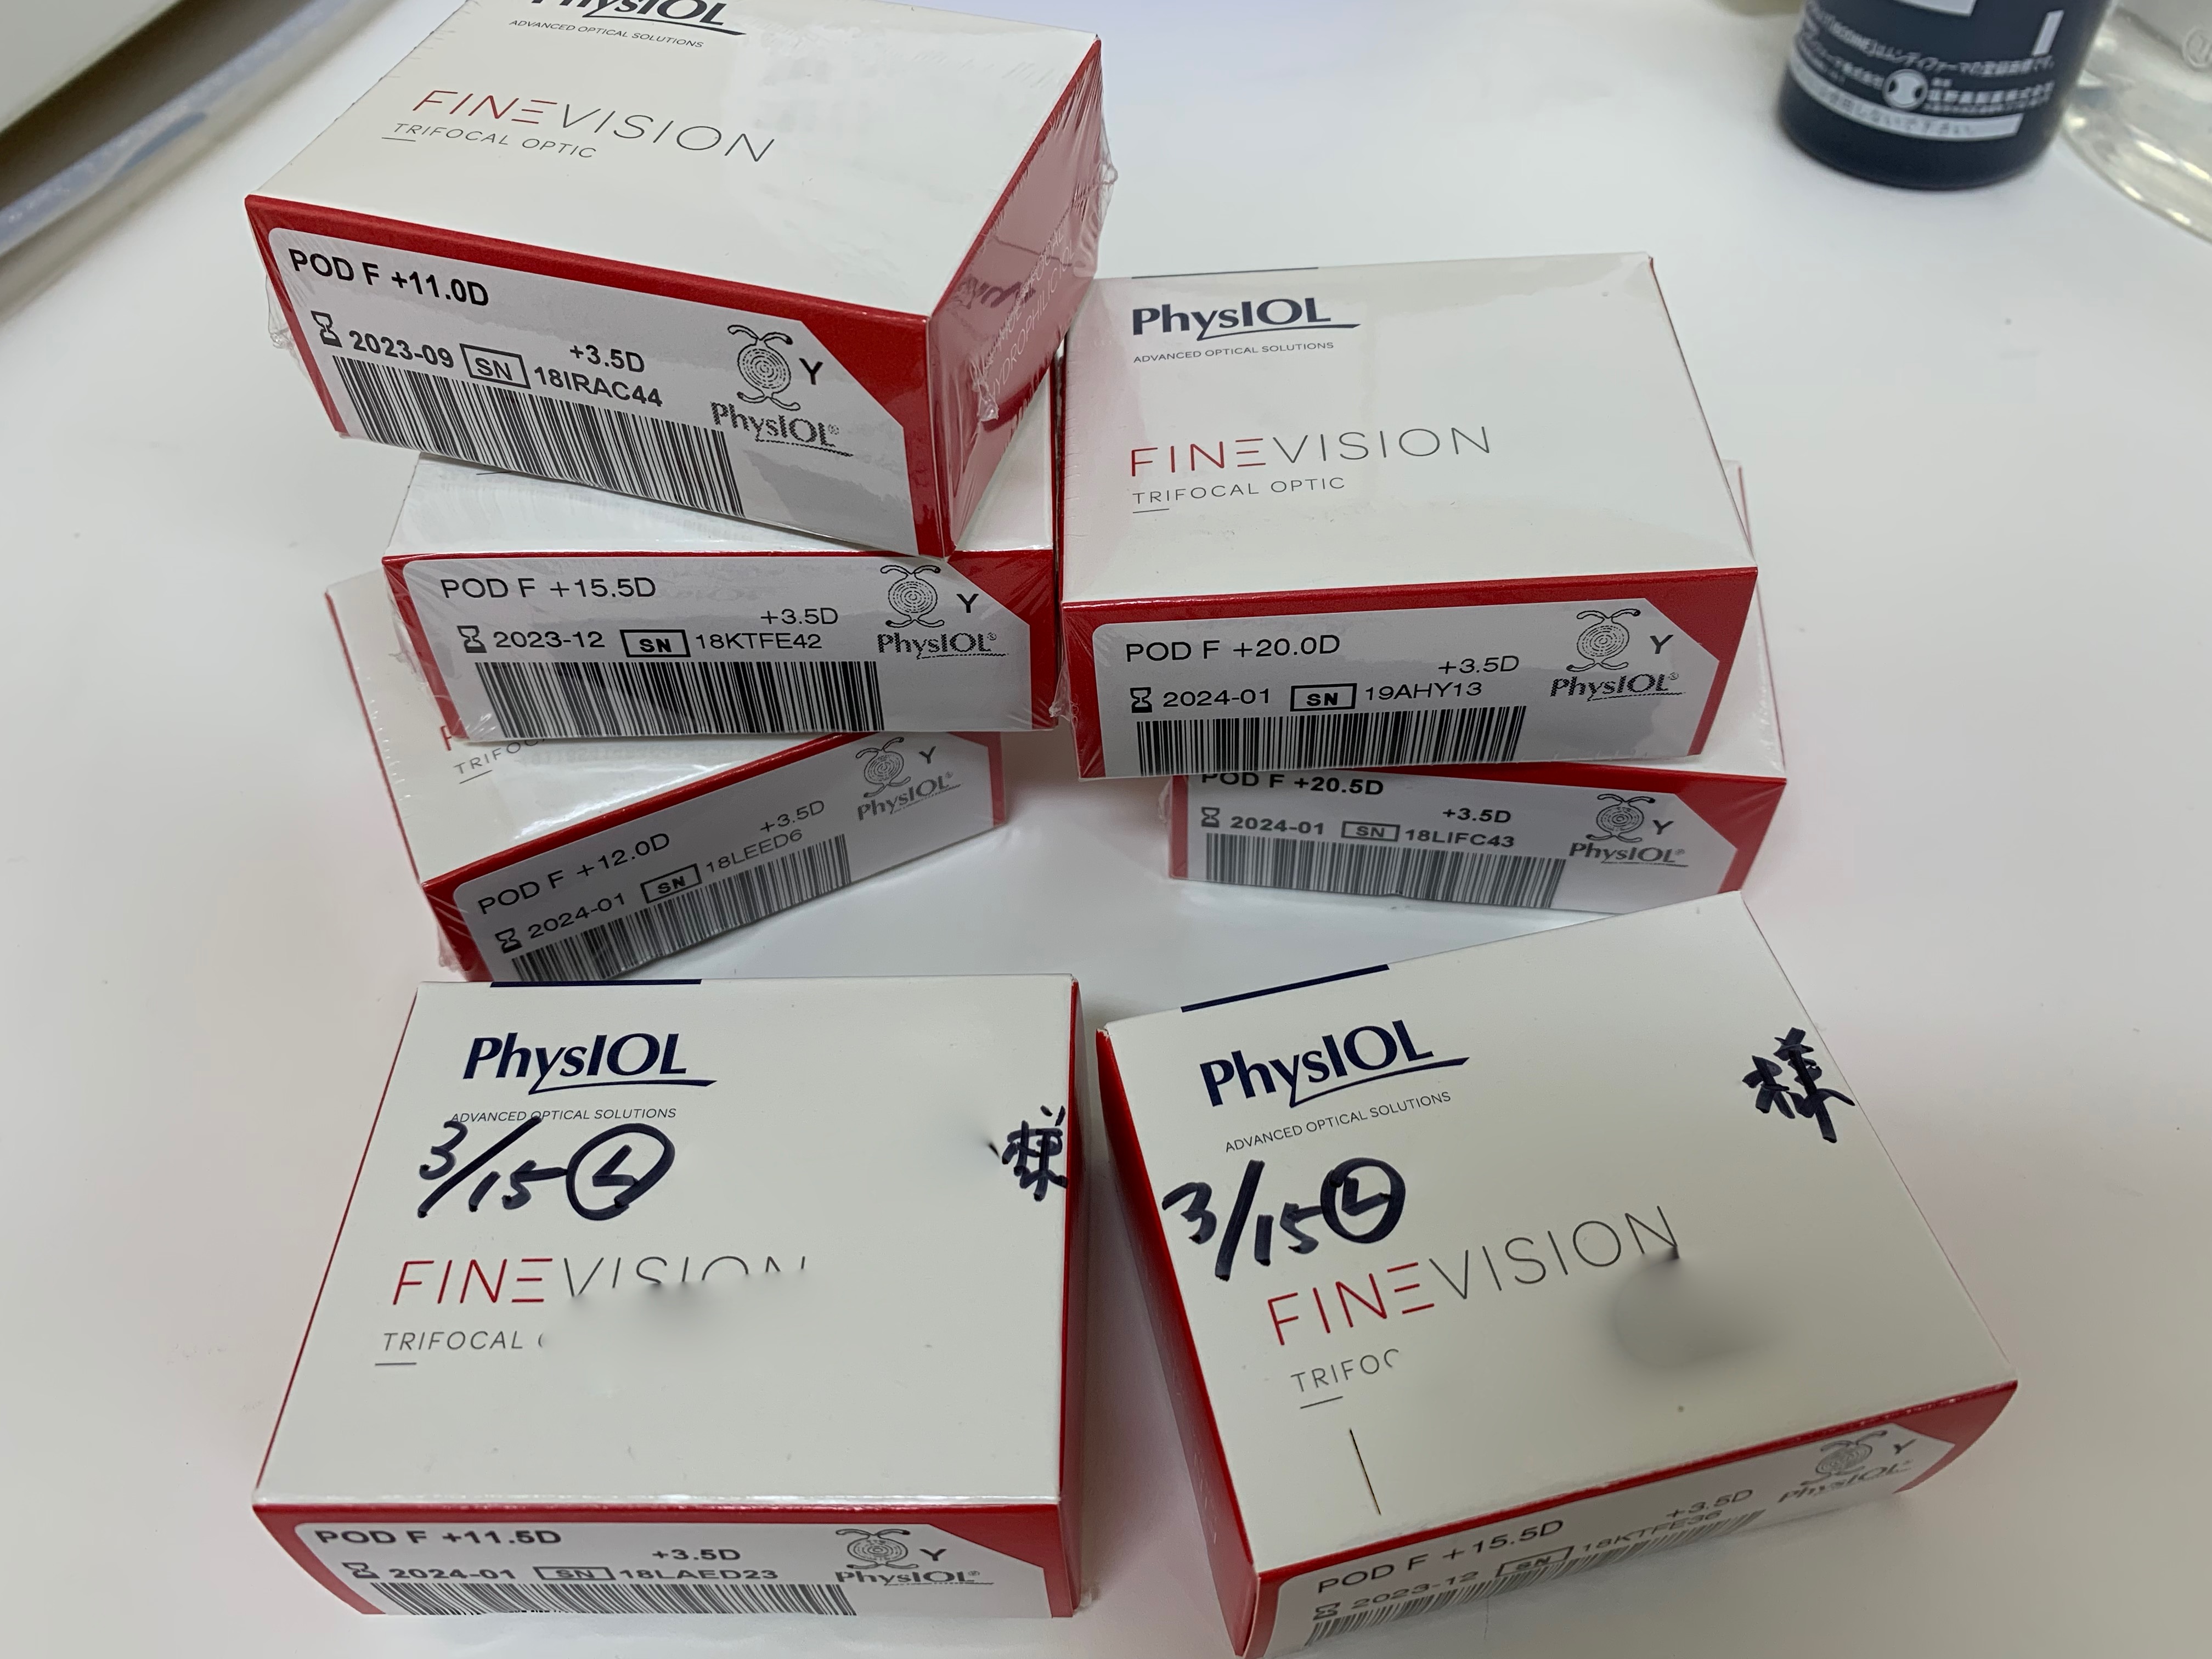 PhysIOL
ADVANCED OPTICAL SOLUTIONS
FINEVISION
TRIFOCAL OPTIC
POD F +11.0D
+3.5D
2023-09 SN 18IRAC44
Y
PhysIOL®
POD F +15.5D
+3.5D
2023-12 SN 18KTFE42
Y
PhysIOL®
TRIFOC
POD F +12.0D
+3.5D
2024-01 SN 18LEED6
Y
PhysIOL®
PhysIOL
ADVANCED OPTICAL SOLUTIONS
FINEVISION
TRIFOCAL OPTIC
POD F +20.0D
+3.5D
2024-01 SN 19AHY13
Y
PhysIOL®
POD F +20.5D
+3.5D
2024-01 SN 18LIFC43
Y
PhysIOL®
PhysIOL
ADVANCED OPTICAL SOLUTIONS
3/15 L
様
FINEVISION
TRIFOCAL
POD F +11.5D
+3.5D
2024-01 SN 18LAED23
Y
PhysIOL®
PhysIOL
ADVANCED OPTICAL SOLUTIONS
様
3/15 L
FINEVISION
TRIFOC
POD F +15.5D
+3.5D
2023-12 SN 18KTFE36
Y
PhysIOL®